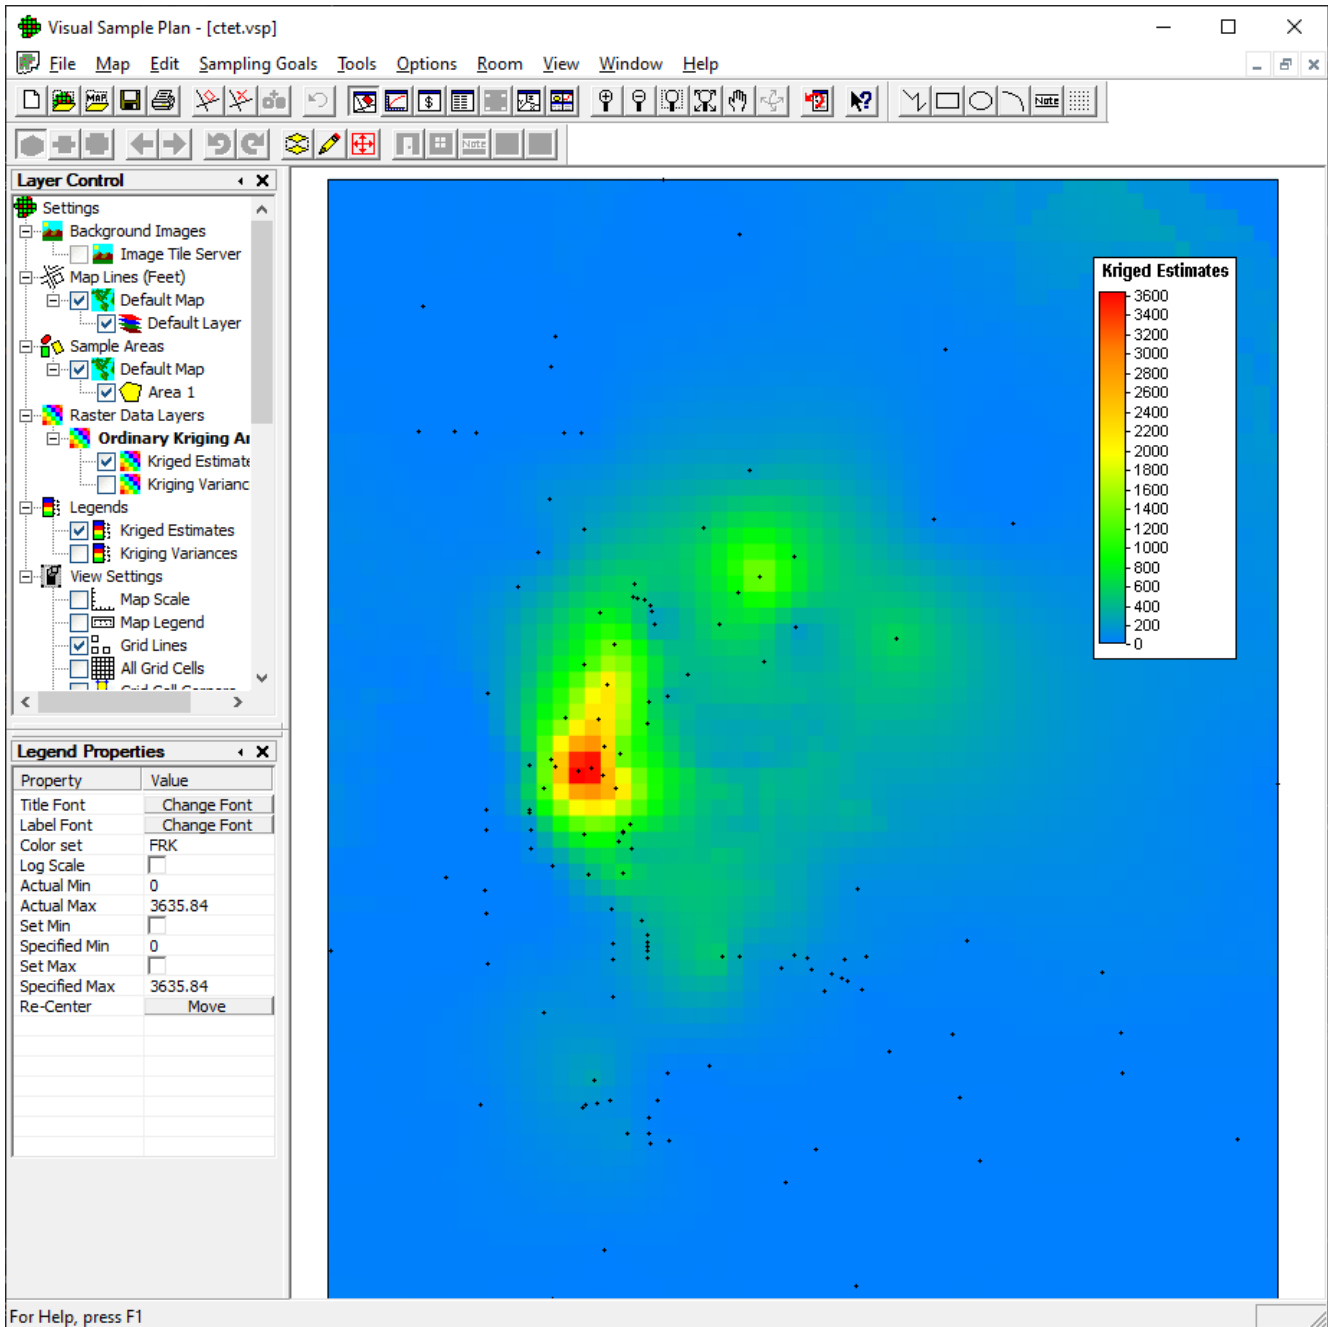 Visual Sample Plan - [ctet.vsp]
File Map Edit Sampling Goals Tools Options Room View Window Help
MAP
$
Note
Note
Layer Control
Settings
Background Images
Image Tile Server
Map Lines (Feet)
Default Map
Default Layer
Sample Areas
Default Map
Area 1
Raster Data Layers
Ordinary Kriging Ar
Kriged Estimate
Kriging Varianc
Legends
Kriged Estimates
Kriging Variances
View Settings
Map Scale
Map Legend
Grid Lines
All Grid Cells
Legend Properties
Property Value
Title Font Change Font
Label Font Change Font
Color set FRK
Log Scale
Actual Min 0
Actual Max 3635.84
Set Min
Specified Min 0
Set Max
Specified Max 3635.84
Re-Center Move
Kriged Estimates
3600
3400
3200
3000
2800
2600
2400
2200
2000
1800
1600
1400
1200
1000
800
600
400
200
0
For Help, press F1